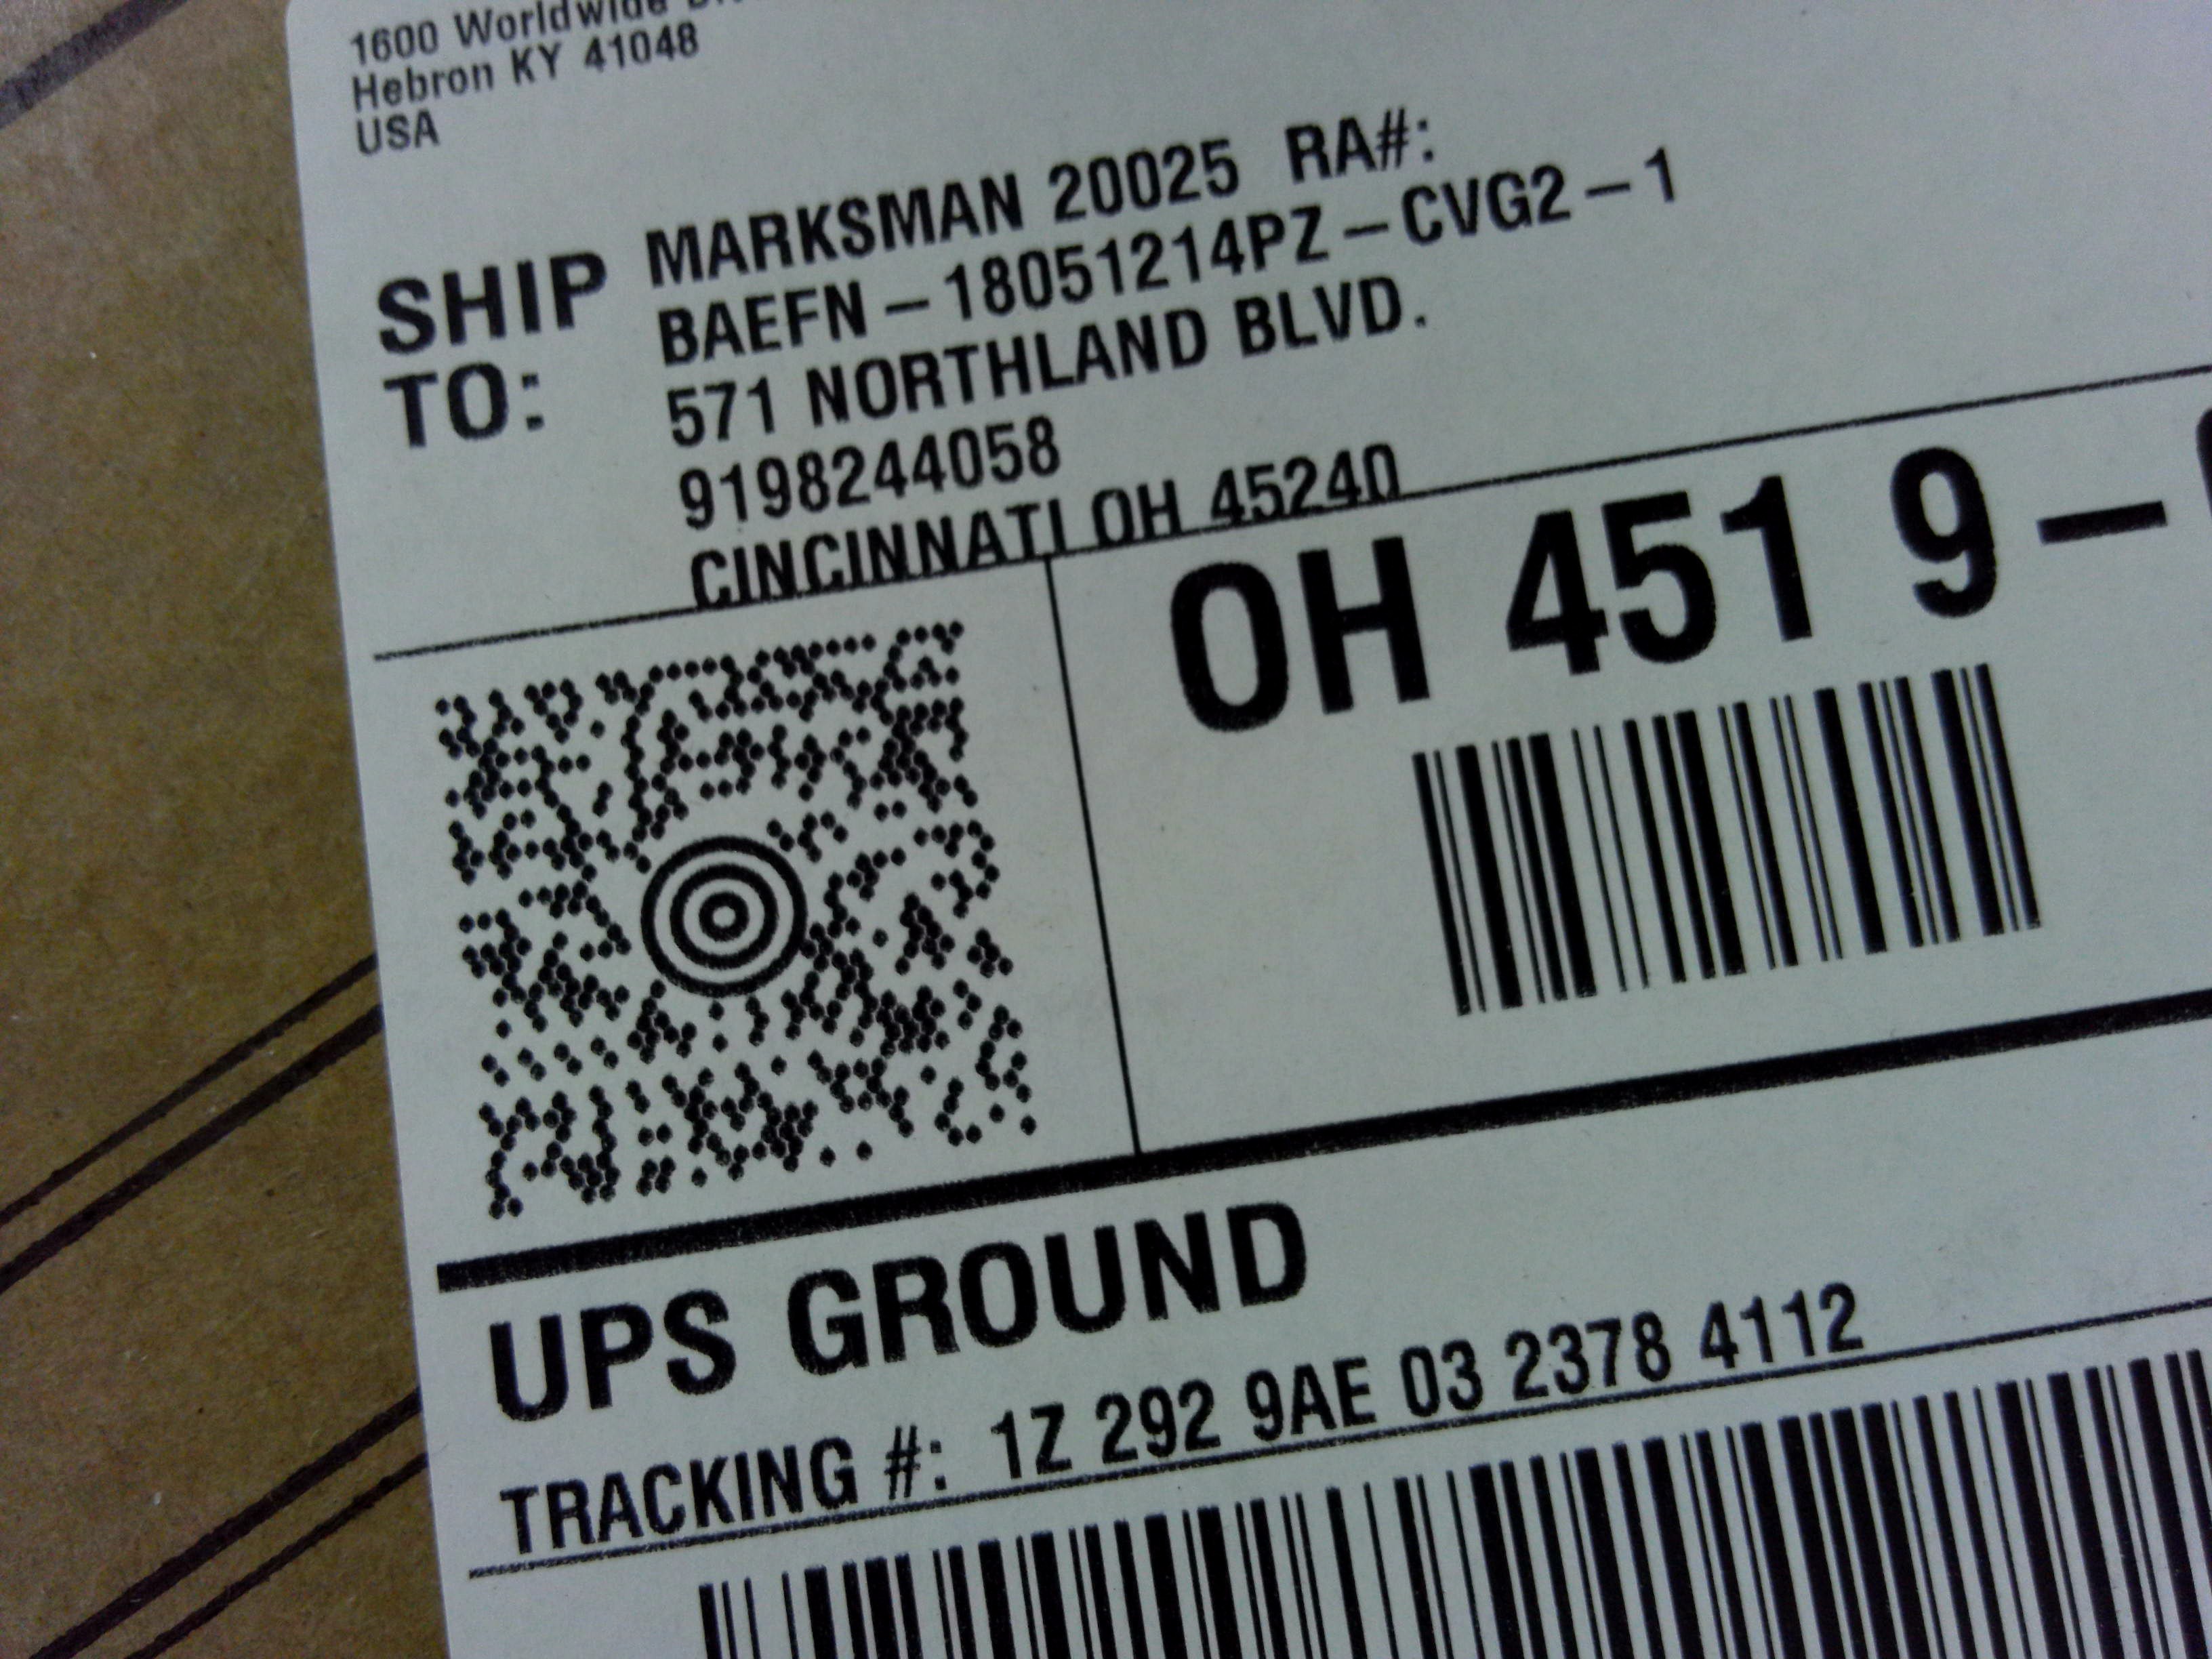 1600 Worldwide
Hebron KY 41048
USA
SHIP TO:
MARKSMAN 20025 RA#:
BAEFN-18051214PZ-CVG2-1
571 NORTHLAND BLVD.
9198244058
CINCINNATI OH 45240
OH 451 9-
UPS GROUND
TRACKING #: 1Z 292 9AE 03 2378 4112